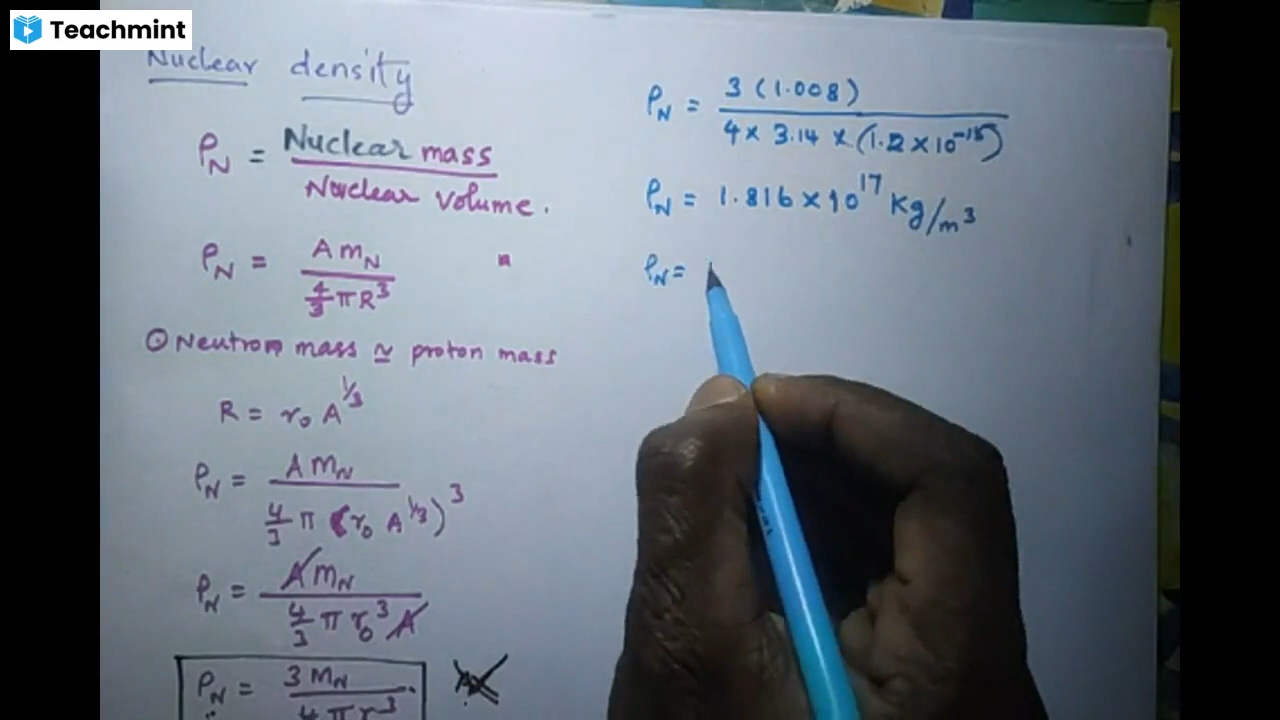 Teachmint
Nuclear density
ρN = Nuclear mass / Nuclear volume.
ρN = A mN / 4/3 π R³
⊙ Neutron mass ≃ proton mass
R = r₀ A^1/3
ρN = A mN / 4/3 π (r₀ A^1/3)³
ρN = A mN / 4/3 π r₀³ A
ρN = 3 mN / 4 π r³
ρN = 3 (1.008) / 4 × 3.14 × (1.2 × 10⁻¹⁵)
ρN = 1.816 × 10¹⁷ Kg/m³
ρN =